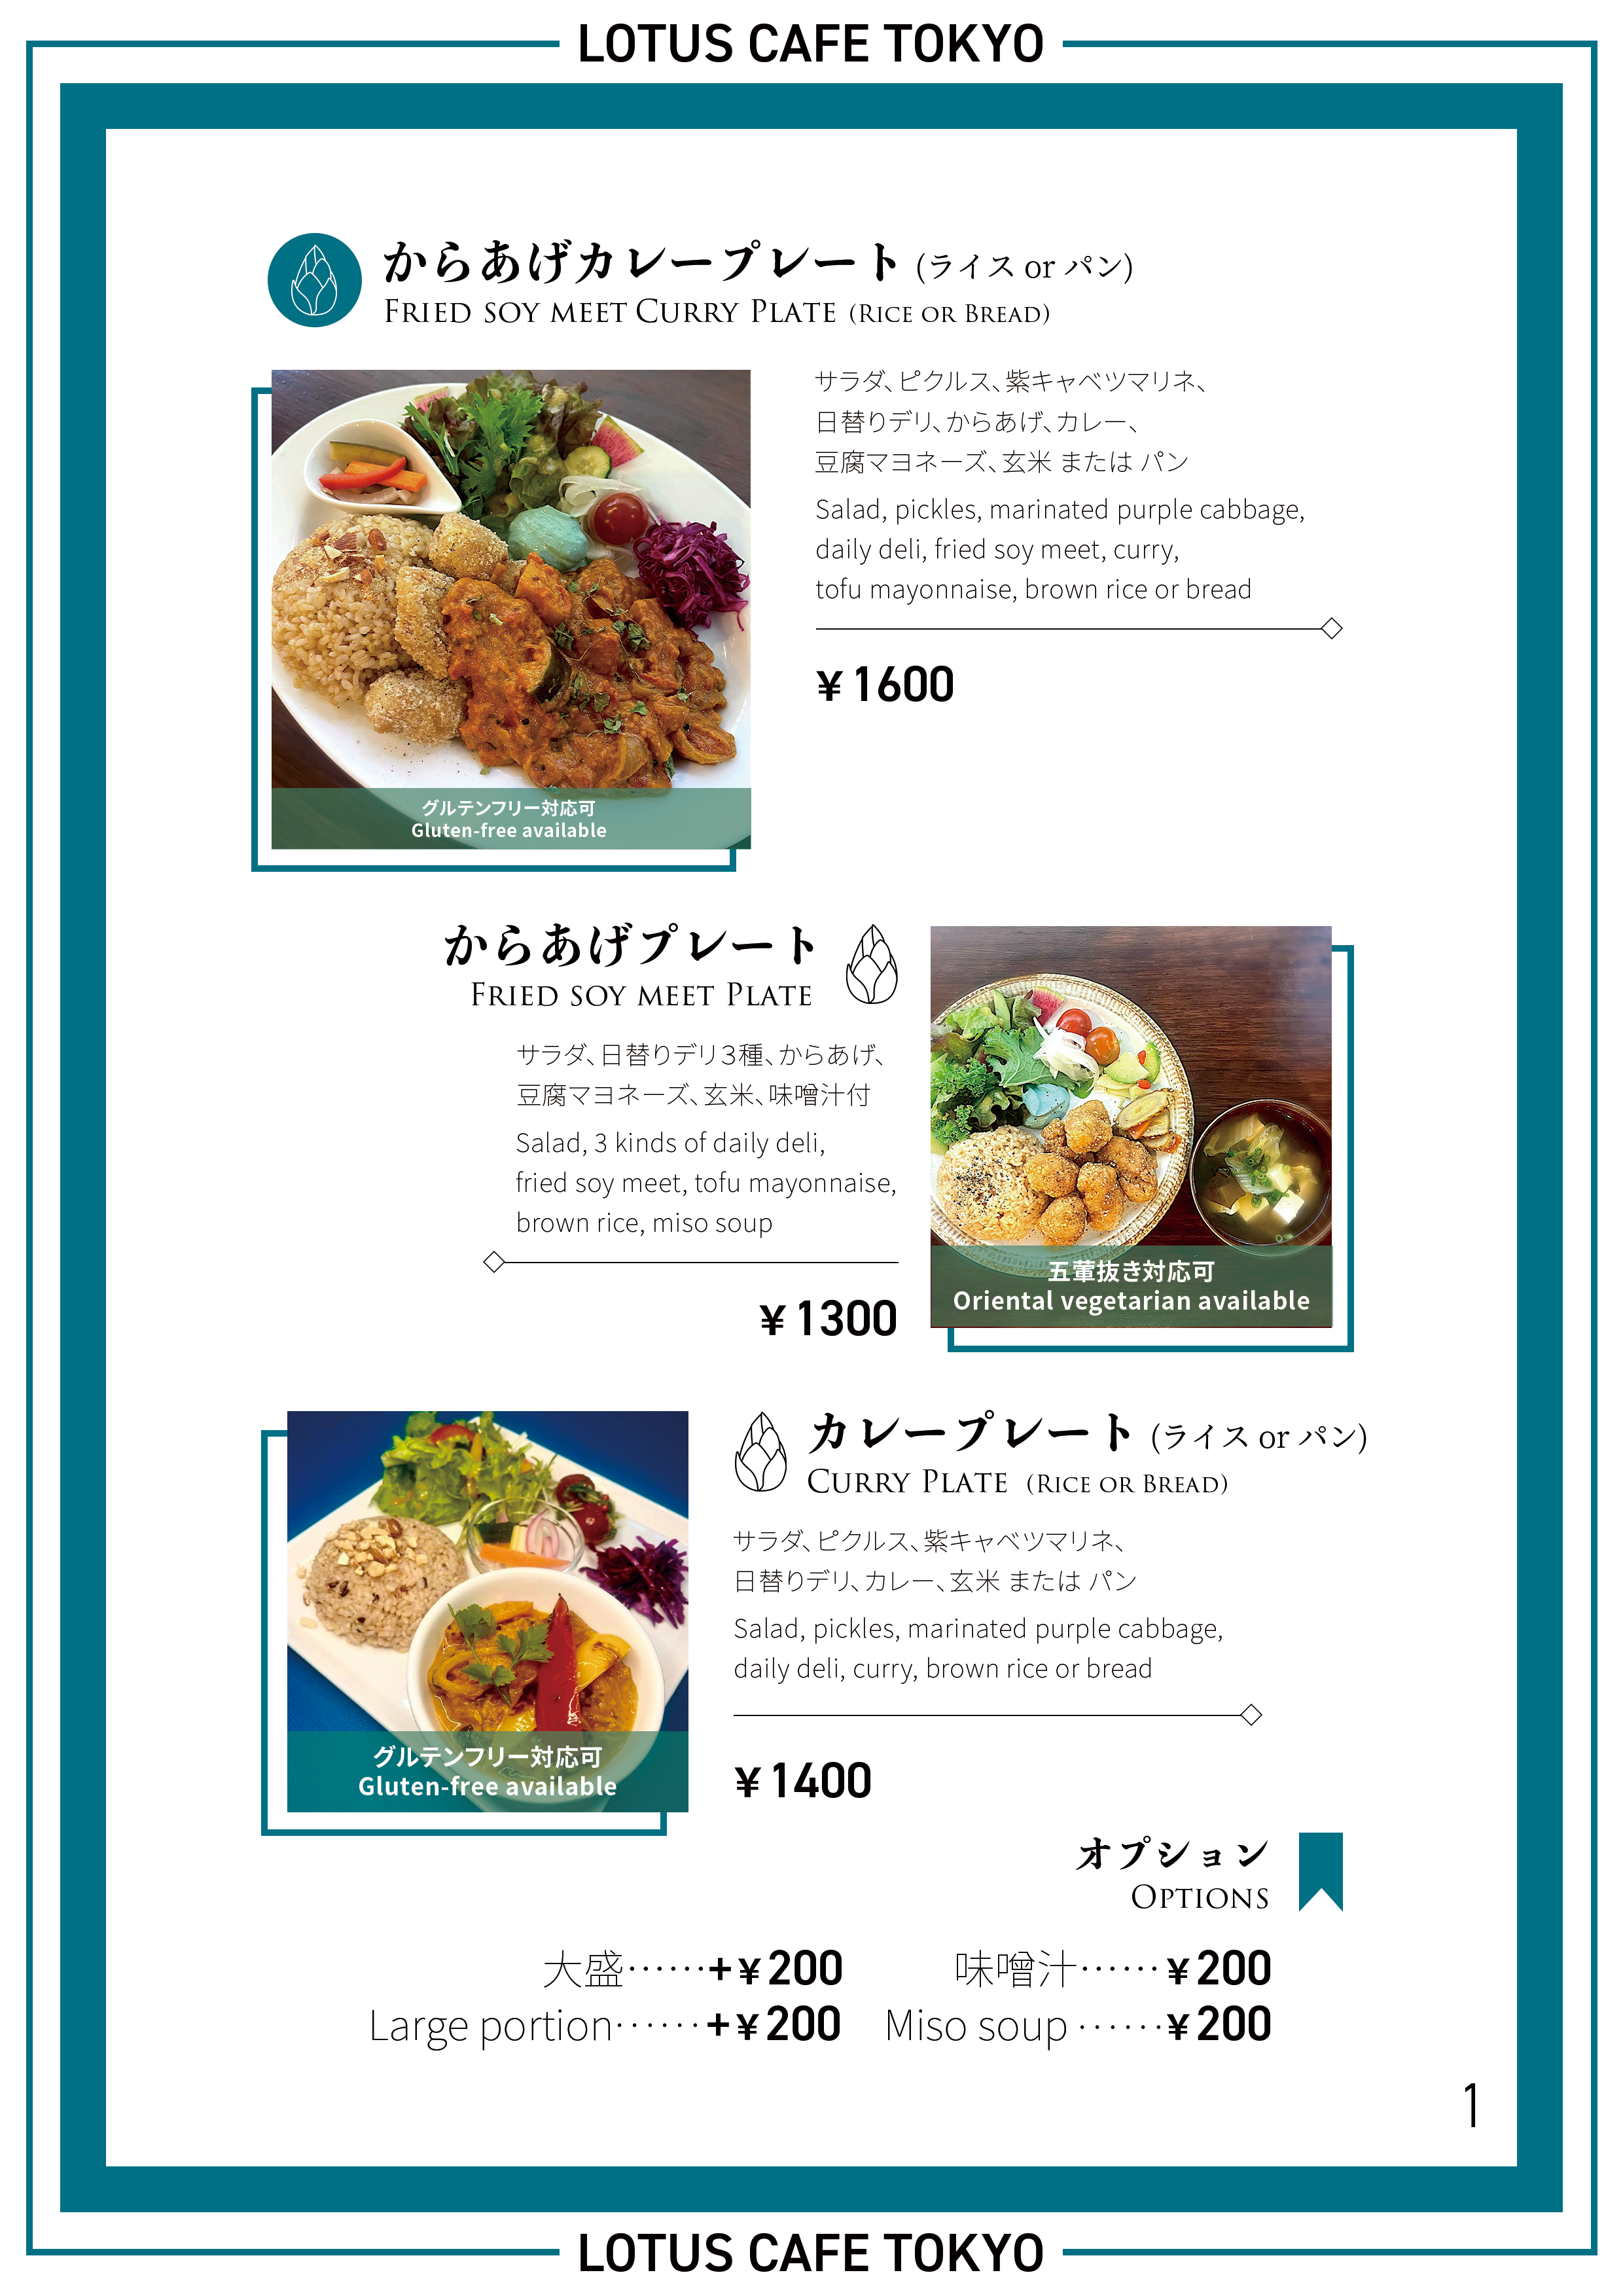 LOTUS CAFE TOKYO
からあげカレープレート (ライス or パン)
FRIED SOY MEET CURRY PLATE (RICE OR BREAD)
サラダ、ピクルス、紫キャベツマリネ、
日替りデリ、からあげ、カレー、
豆腐マヨネーズ、玄米 または パン
Salad, pickles, marinated purple cabbage,
daily deli, fried soy meet, curry,
tofu mayonnaise, brown rice or bread
¥1600
グルテンフリー対応可
Gluten-free available
からあげプレート
FRIED SOY MEET PLATE
サラダ、日替りデリ3種、からあげ、
豆腐マヨネーズ、玄米、味噌汁付
Salad, 3 kinds of daily deli,
fried soy meet, tofu mayonnaise,
brown rice, miso soup
¥1300
五葷抜き対応可
Oriental vegetarian available
カレープレート (ライス or パン)
CURRY PLATE (RICE OR BREAD)
サラダ、ピクルス、紫キャベツマリネ、
日替りデリ、カレー、玄米 または パン
Salad, pickles, marinated purple cabbage,
daily deli, curry, brown rice or bread
¥1400
グルテンフリー対応可
Gluten-free available
オプション
OPTIONS
大盛‥‥‥+¥200
味噌汁‥‥‥¥200
Large portion‥‥‥+¥200
Miso soup ‥‥‥¥200
1
LOTUS CAFE TOKYO